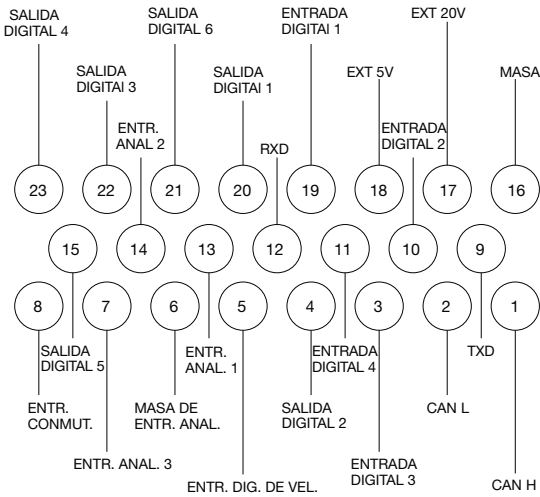 SALIDA
DIGITAL 4
SALIDA
DIGITAL 6
ENTRADA
DIGITAl 1
EXT 20V
SALIDA
DIGITAl 3
SALIDA
DIGITAl 1
EXT 5V
MASA
ENTR.
ANAL 2
RXD
ENTRADA
DIGITAL 2
23 22 21 20 19 18 17 16
15 14 13 12 11 10 9
8 7 6 5 4 3 2 1
SALIDA
DIGITAL 5
ENTR.
ANAL. 1
ENTRADA
DIGITAL 4
TXD
ENTR.
CONMUT.
MASA DE
ENTR. ANAL.
SALIDA
DIGITAL 2
CAN L
ENTR. ANAL. 3
ENTRADA
DIGITAL 3
ENTR. DIG. DE VEL.
CAN H